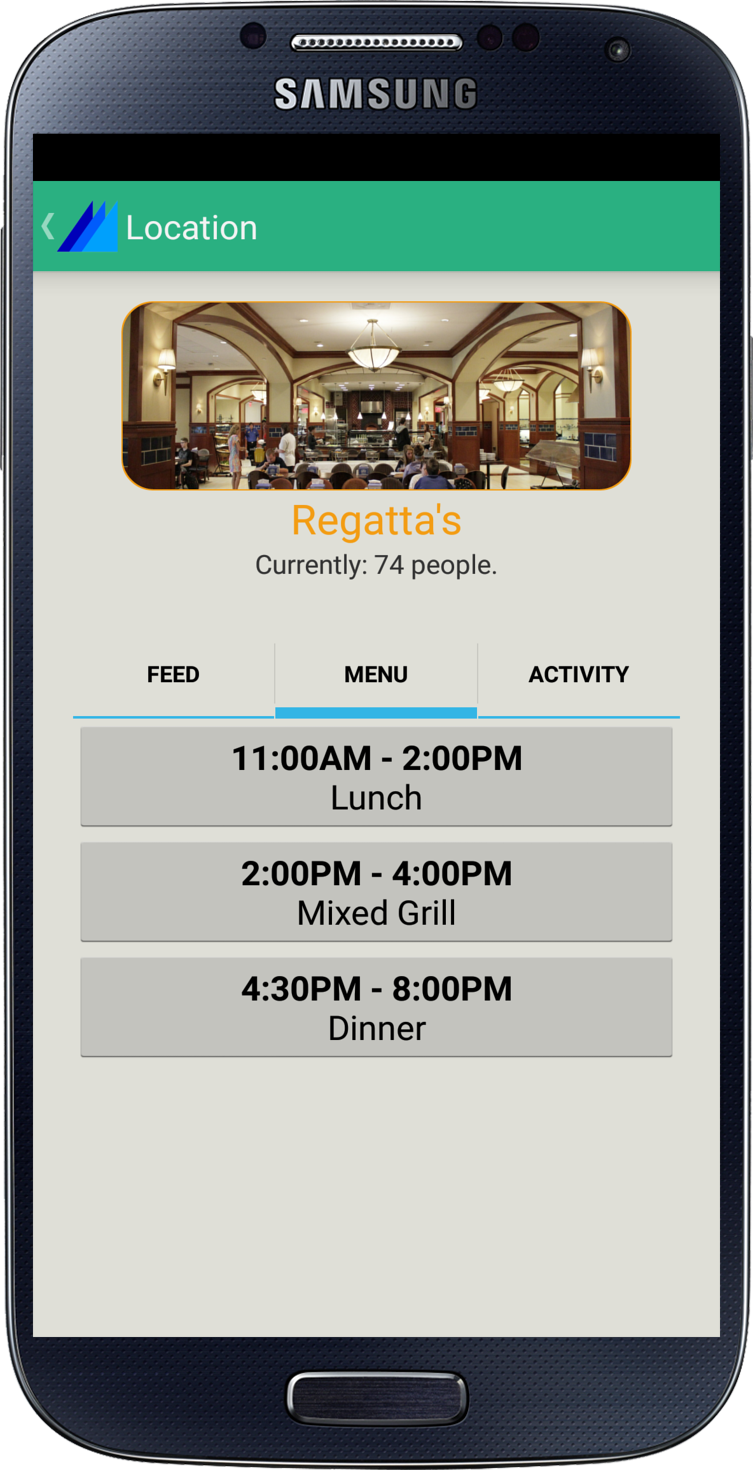 SAMSUNG
Location
Regatta's
Currently: 74 people.
FEED
MENU
ACTIVITY
11:00AM - 2:00PM
Lunch
2:00PM - 4:00PM
Mixed Grill
4:30PM - 8:00PM
Dinner